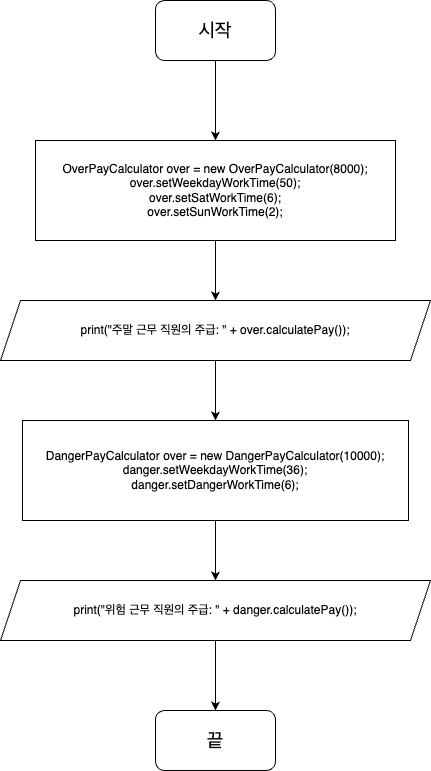 시작
OverPayCalculator over = new OverPayCalculator(8000);
over.setWeekdayWorkTime(50);
over.setSatWorkTime(6);
over.setSunWorkTime(2);
print("주말 근무 직원의 주급: " + over.calculatePay());
DangerPayCalculator over = new DangerPayCalculator(10000);
danger.setWeekdayWorkTime(36);
danger.setDangerWorkTime(6);
print("위험 근무 직원의 주급: " + danger.calculatePay());
끝